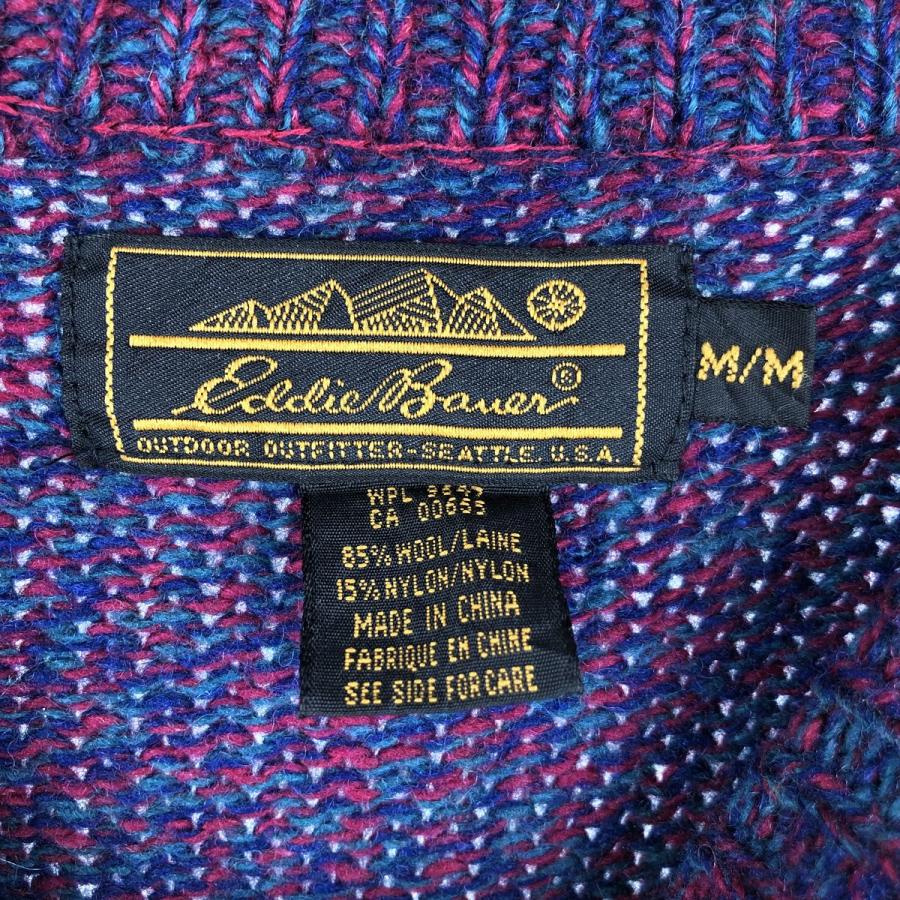 Eddie Bauer®
OUTDOOR OUTFITTER-SEATTLE, U.S.A.
M/M
WPL
CA 00655
85% WOOL/LAINE
15% NYLON/NYLON
MADE IN CHINA
FABRIQUE EN CHINE
SEE SIDE FOR CARE